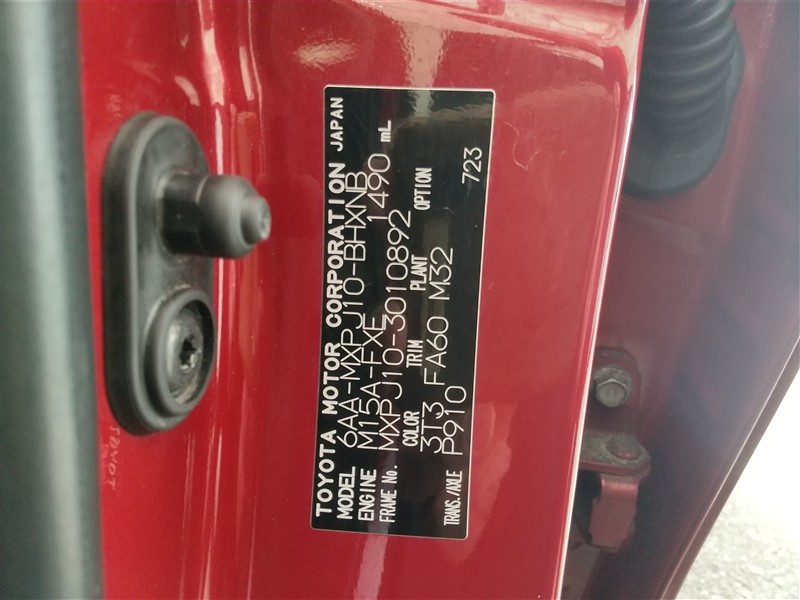 TOYOTA MOTOR CORPORATION JAPAN
MODEL 6AA-MXPJ10-BHXNB
ENGINE M15A-FXE 1490 mL
FRAME No. MXPJ10-3010892
COLOR TRIM PLANT OPTION
3T3 FA60 M32
TRANS./AXLE P910 723